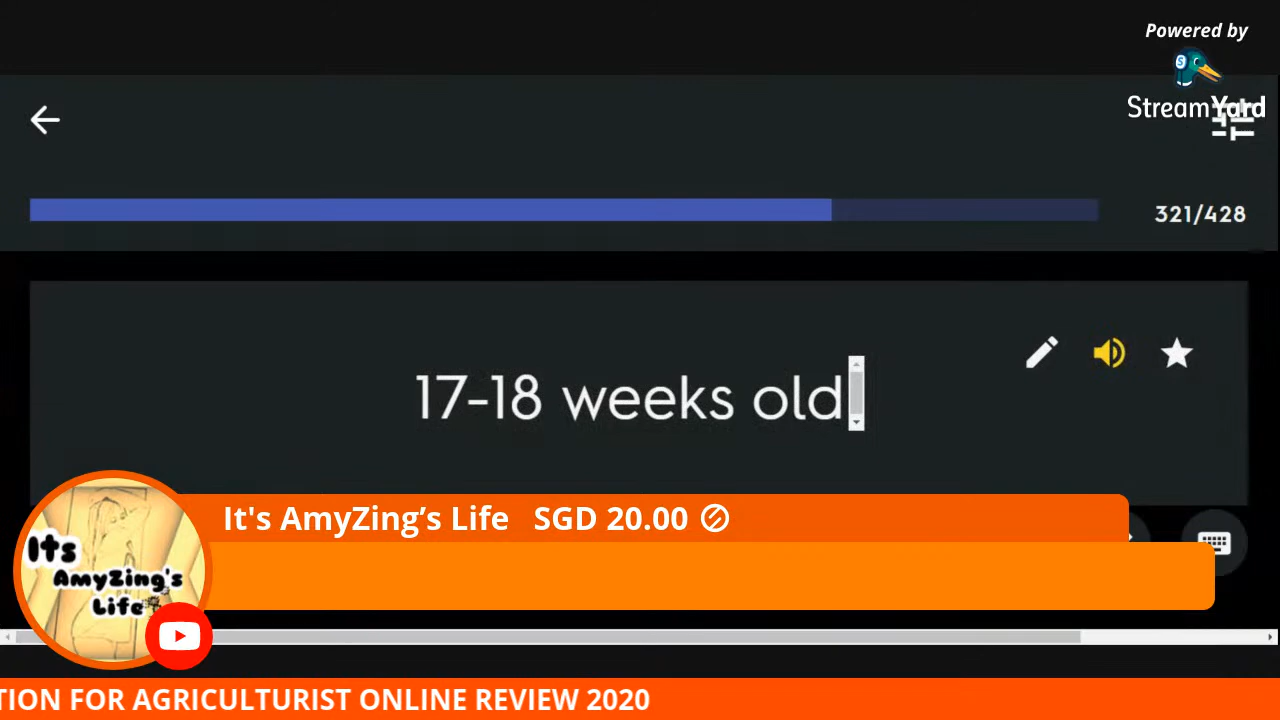 Powered by
StreamYard
321/428
17-18 weeks old
It's AmyZing’s Life SGD 20.00
Its
AmyZing's
Life
TION FOR AGRICULTURIST ONLINE REVIEW 2020